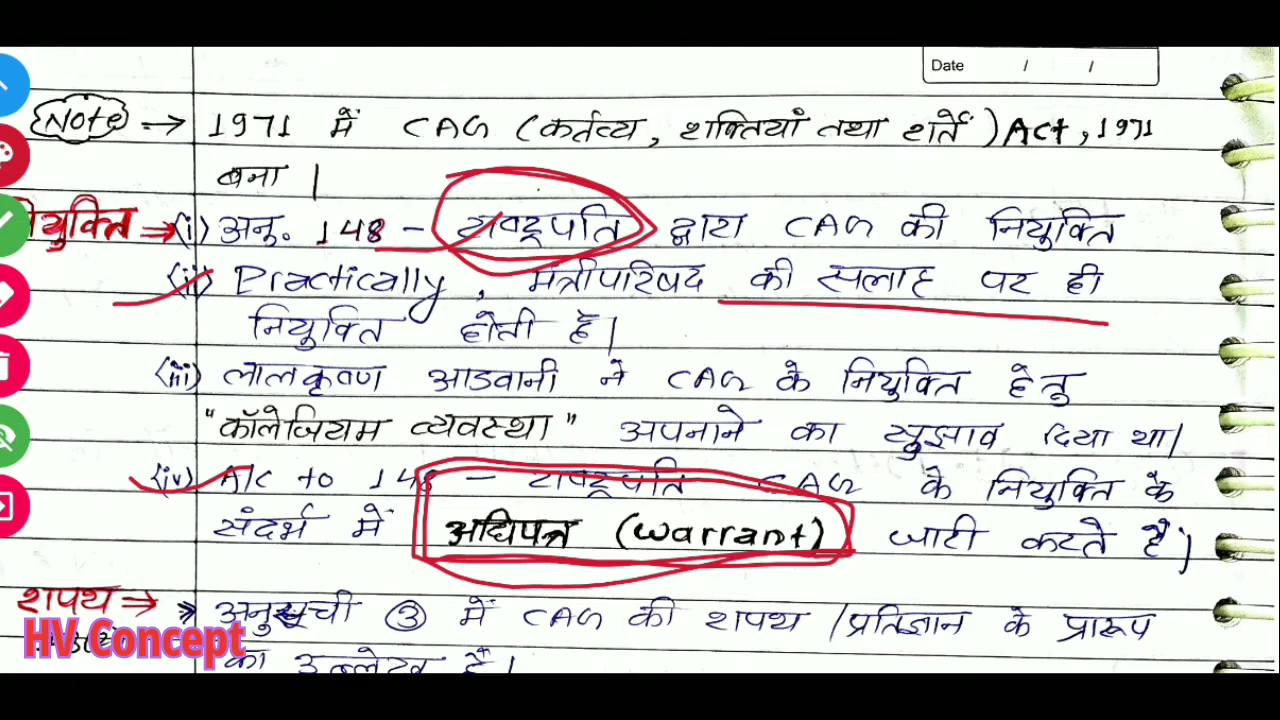 Date / /
Note → 1971 में CAG (कर्तव्य, शक्तियां तथा शर्तें) Act, 1971
बना |
नियुक्ति ⇒ (i) अनु. 148 - राष्ट्रपति द्वारा CAG की नियुक्ति
(ii) Practically, मंत्रीपरिषद की सलाह पर ही
नियुक्ति होती है |
(iii) लालकृष्ण आडवानी ने CAG के नियुक्ति हेतु
"कॉलेजियम व्यवस्था" अपनाने का सुझाव दिया था |
(iv) A/c to 148 - राष्ट्रपति CAG के नियुक्ति के
संदर्भ में अधिपत्र (warrant) जारी करते हैं |
शपथ ⇒ अनुसूची ③ में CAG की शपथ / प्रतिज्ञान के प्रारूप
HV Concept
का उल्लेख है |